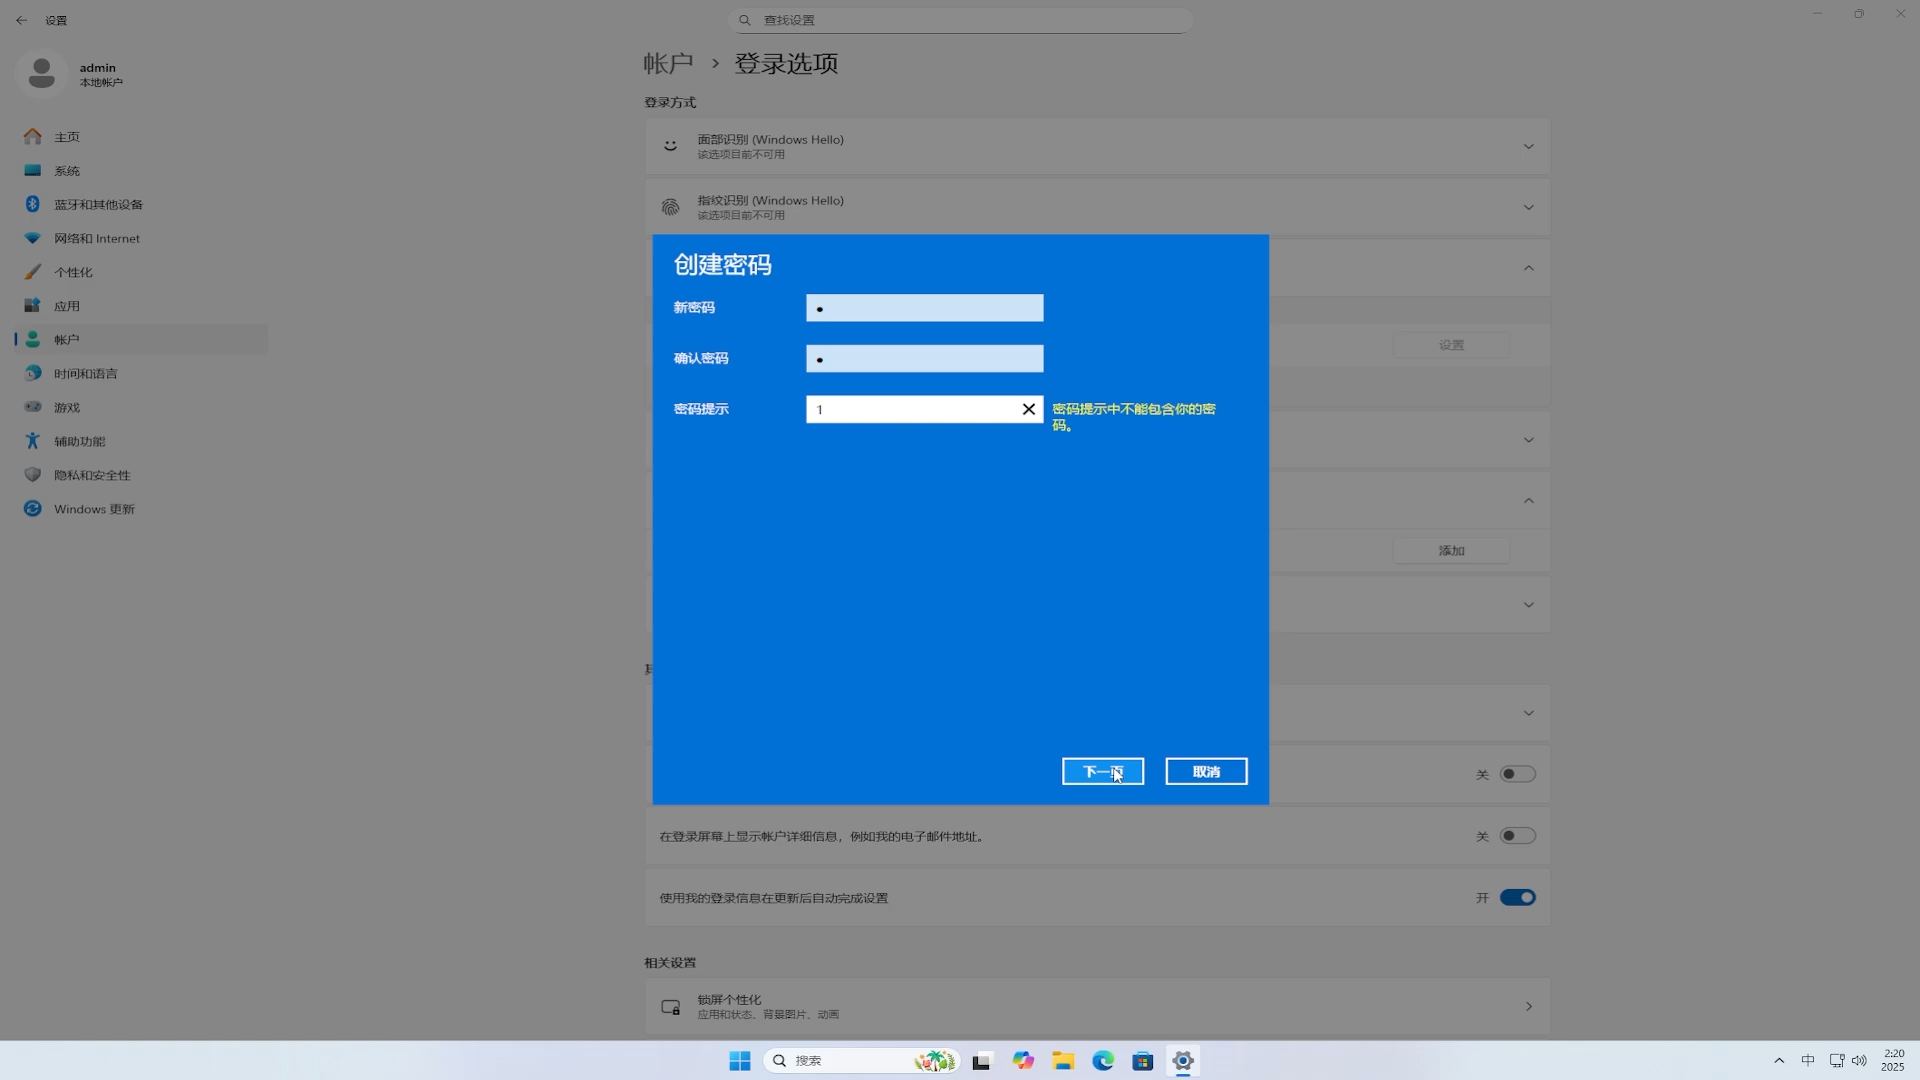 设置
查找设置
admin
本地帐户
主页
系统
蓝牙和其他设备
网络和 Internet
个性化
应用
帐户
时间和语言
游戏
辅助功能
隐私和安全性
Windows 更新
帐户 > 登录选项
登录方式
面部识别 (Windows Hello)
该选项目前不可用
指纹识别 (Windows Hello)
该选项目前不可用
设置
添加
创建密码
新密码
确认密码
密码提示
1
密码提示中不能包含你的密
码。
下一页
取消
关
在登录屏幕上显示帐户详细信息，例如我的电子邮件地址。
关
使用我的登录信息在更新后自动完成设置
开
相关设置
锁屏个性化
应用和状态、背景图片、动画
搜索
中
2:20
2025